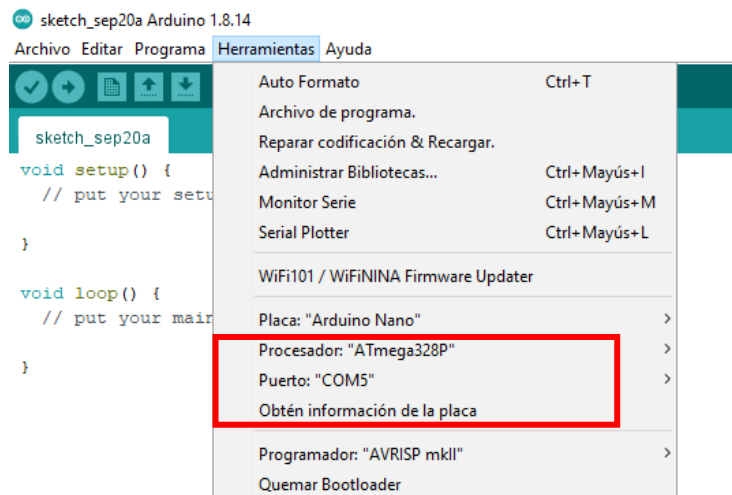 sketch_sep20a Arduino 1.8.14
Archivo Editar Programa Herramientas Ayuda
Auto Formato Ctrl+T
Archivo de programa.
sketch_sep20a
Reparar codificación & Recargar.
void setup() {
Administrar Bibliotecas... Ctrl+Mayús+I
// put your setu
Monitor Serie Ctrl+Mayús+M
Serial Plotter Ctrl+Mayús+L
}
WiFi101 / WiFiNINA Firmware Updater
void loop() {
// put your mair
Placa: "Arduino Nano"
Procesador: "ATmega328P"
}
Puerto: "COM5"
Obtén información de la placa
Programador: "AVRISP mkII"
Quemar Bootloader